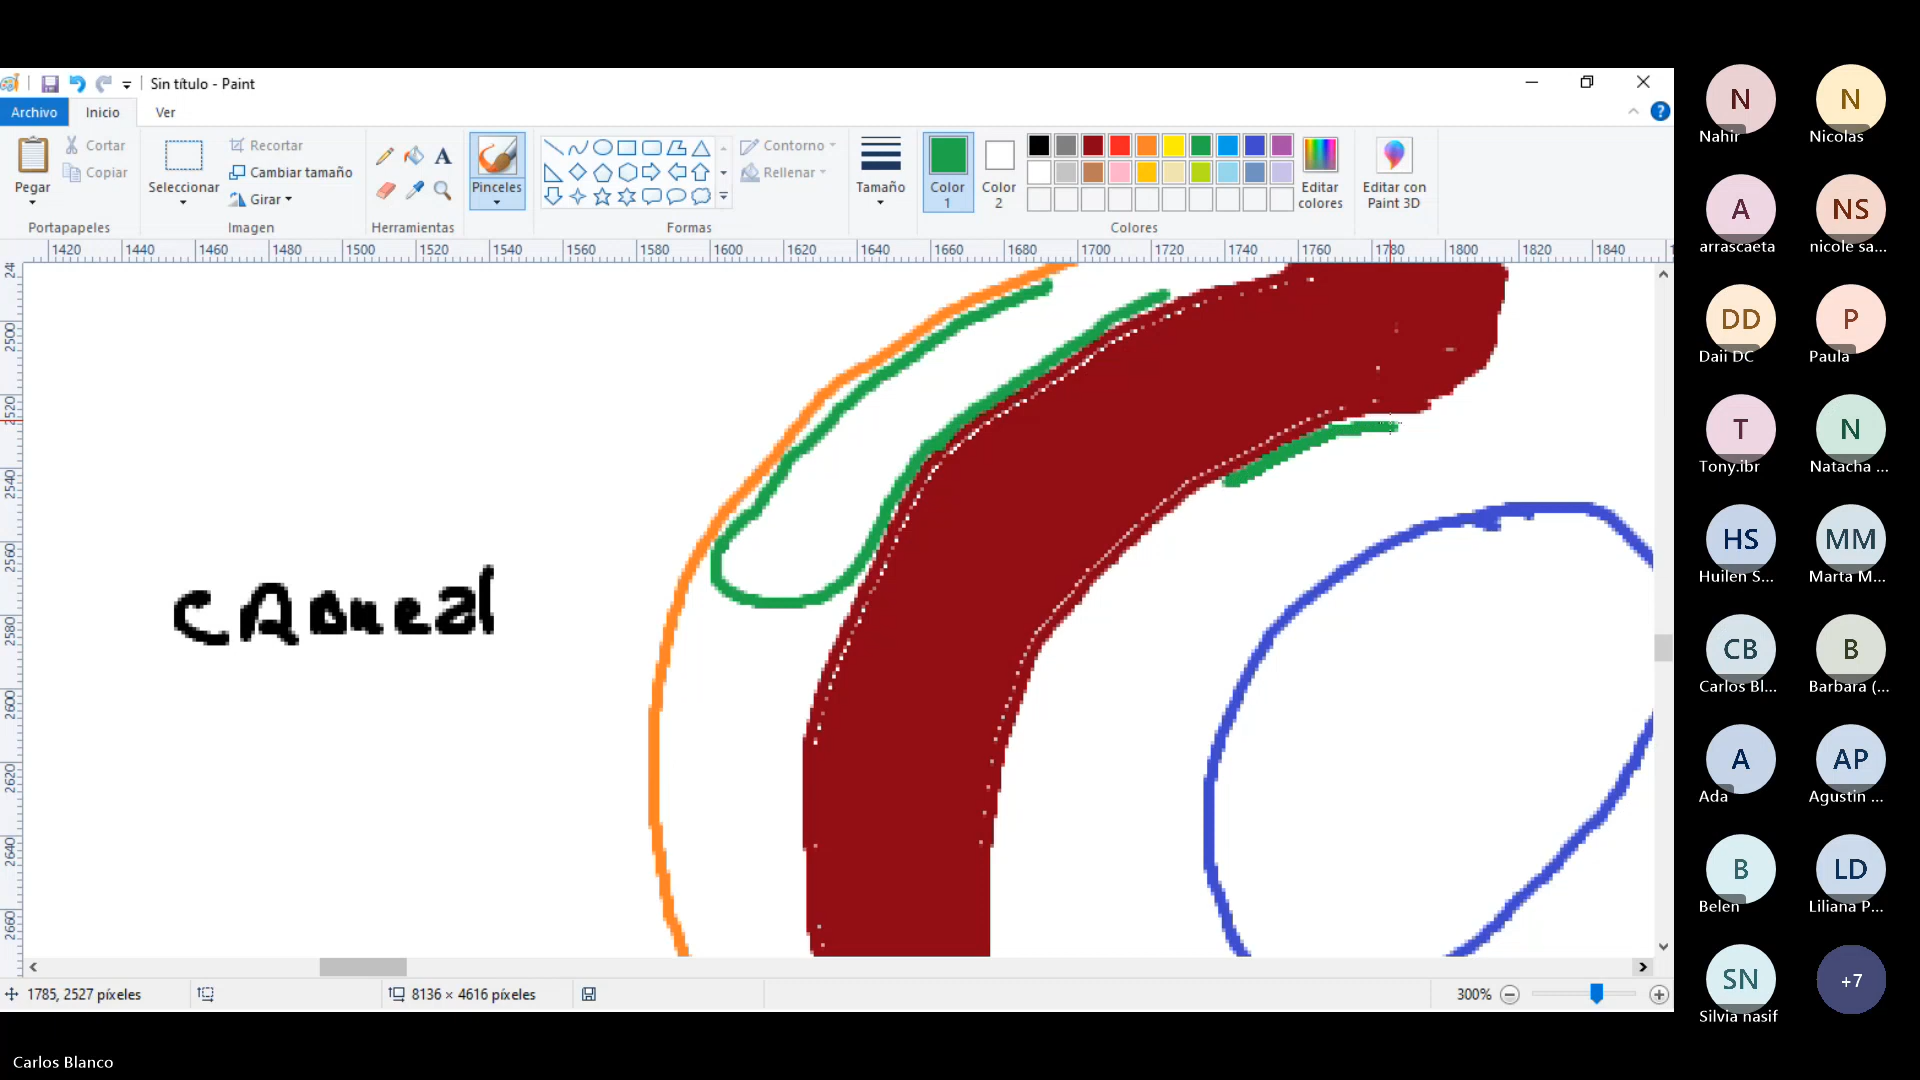 Sin título - Paint
Archivo
Inicio
Ver
Pegar
Cortar
Copiar
Portapapeles
Seleccionar
Recortar
Cambiar tamaño
Girar
Imagen
Herramientas
Pinceles
Contorno
Rellenar
Formas
Tamaño
Color 1
Color 2
Editar colores
Editar con Paint 3D
Colores
1420 1440 1460 1480 1500 1520 1540 1560 1580 1600 1620 1640 1660 1680 1700 1720 1740 1760 1780 1800 1820 1840
2500
2520
2540
2560
2580
2600
2620
2640
2660
1785, 2527 píxeles
8136 × 4616 píxeles
300%
Carlos Blanco
N Nahir
N Nicolas
A arrascaeta
NS nicole sa...
DD Daii DC
P Paula
T Tony.ibr
N Natacha ...
HS Huilen S...
MM Marta M...
CB Carlos Bl...
B Barbara (...
A Ada
AP Agustin ...
B Belen
LD Liliana P...
SN Silvia nasif
+7